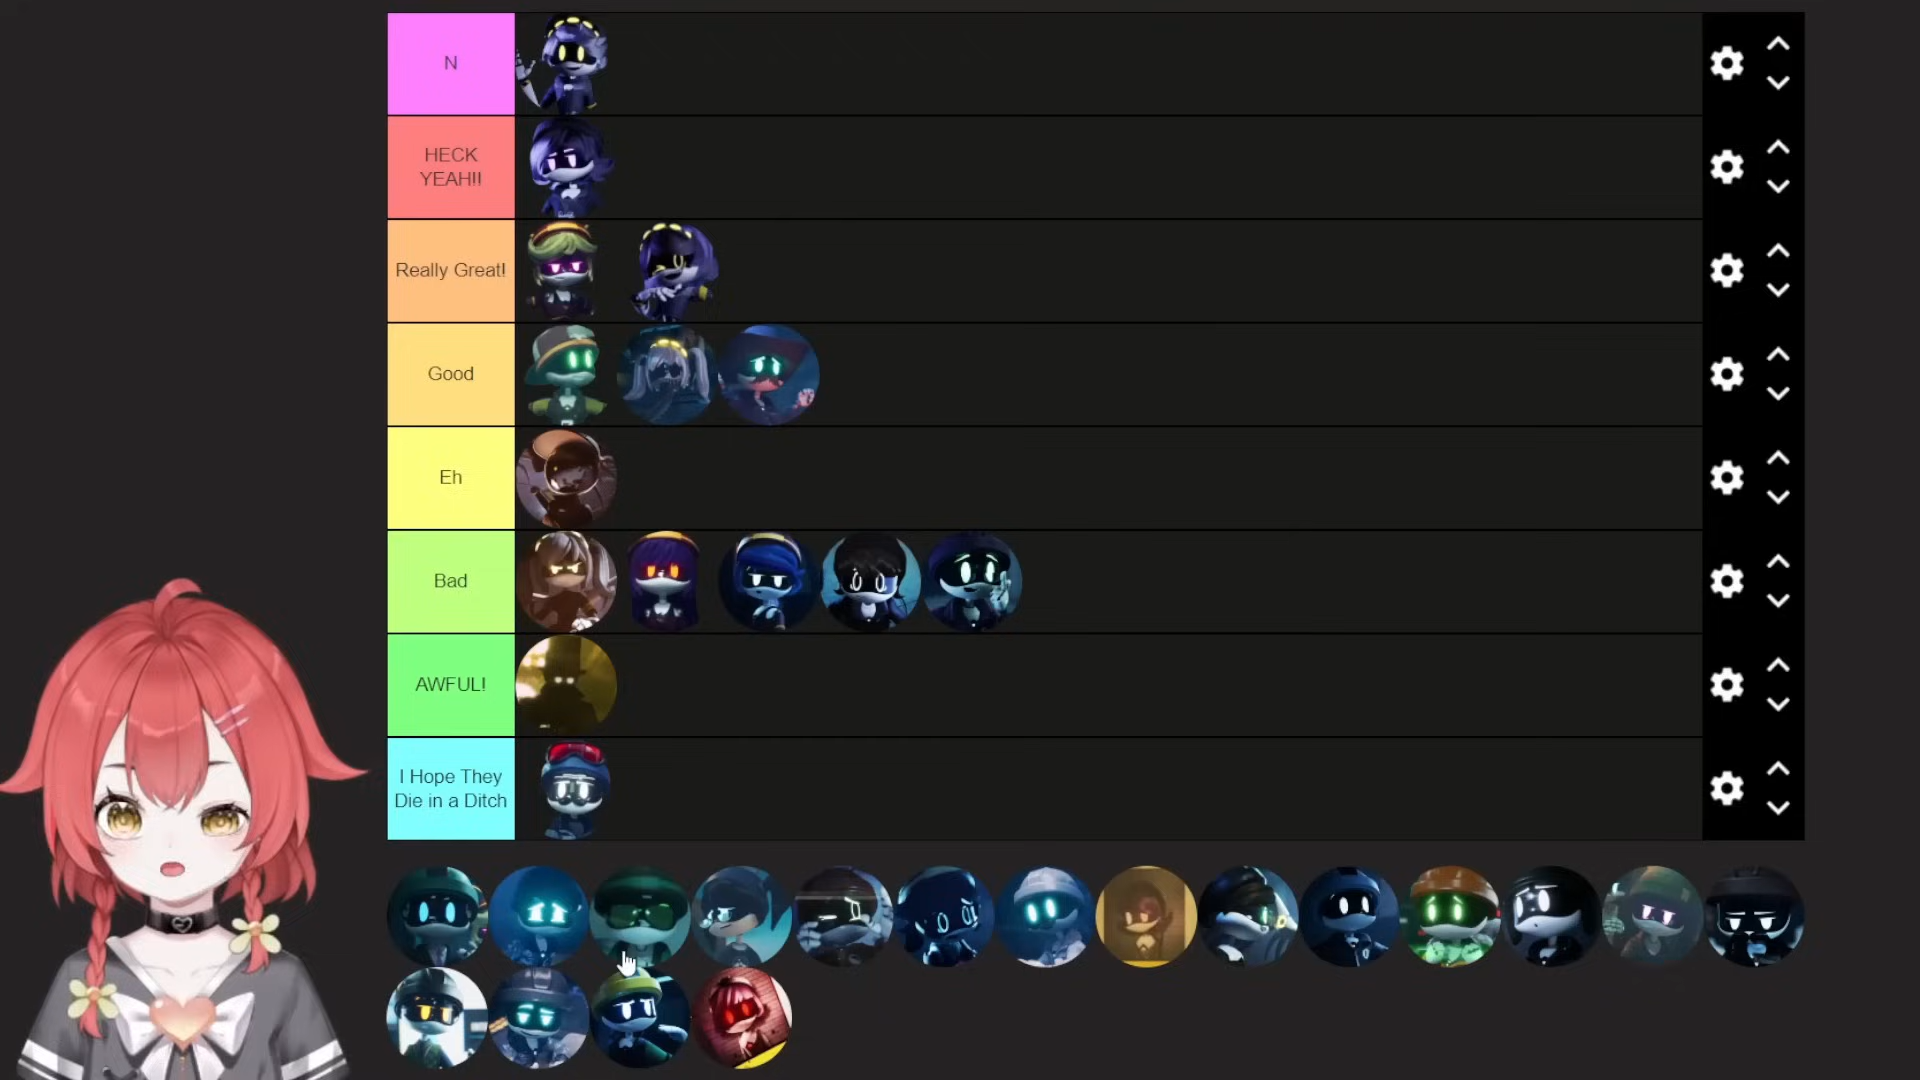 N
HECK
YEAH!!
Really Great!
Good
Eh
Bad
AWFUL!
I Hope They
Die in a Ditch